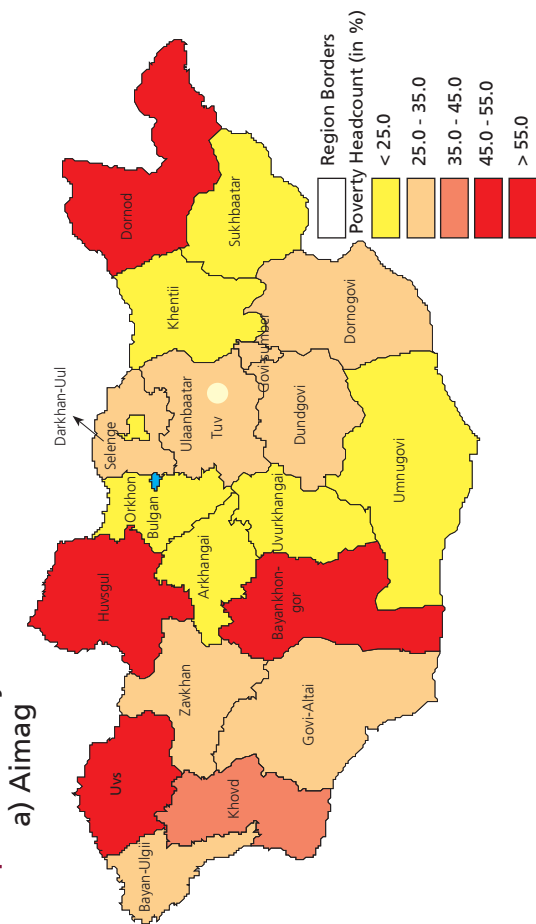 a) Aimag
Darkhan-Uul
Dornod
Huvsgul
Selenge
Uvs
Orkhon
Bulgan
Khentii
Sukhbaatar
Ulaanbaatar
Tuv
Zavkhan
Arkhangai
Bayan-Ulgii
Khovd
Govi-sumber
Uvurkhangai
Bayankhon-
gor
Govi-Altai
Dundgovi
Dornogovi
Umnugovi
Region Borders
Poverty Headcount (in %)
< 25.0
25.0 - 35.0
35.0 - 45.0
45.0 - 55.0
> 55.0